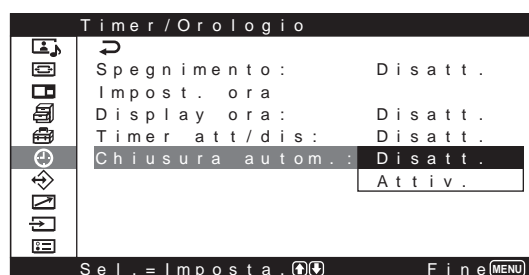 Timer/Orologio
Spegnimento: Disatt.
Impost. ora
Display ora: Disatt.
Timer att/dis: Disatt.
Chiusura autom.: Disatt.
Attiv.
Sel.= Imposta. Fine MENU